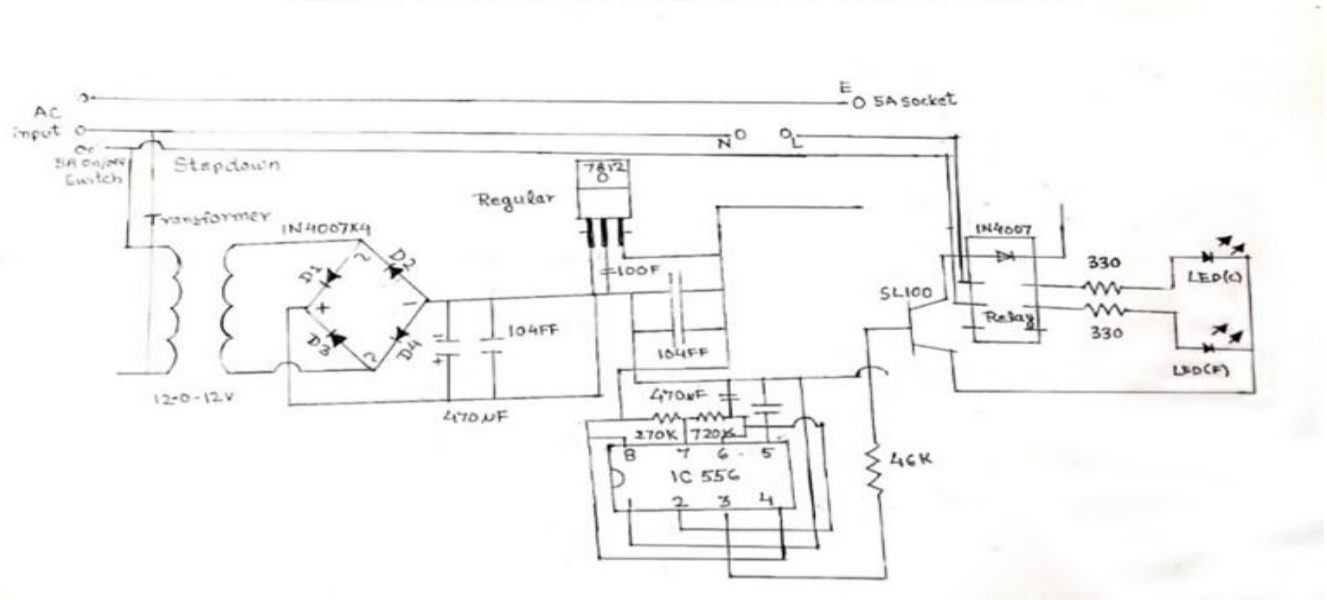 E
5A Socket
AC
input
N
L
5A on/off
Switch
Stepdown
7812
Regular
Transformer
IN4007X4
IN4007
D1
D2
100F
330
SL100
LED(C)
+
-
D3
D4
104FF
Relay
104FF
330
LED(F)
12-0-12V
470µF
470µF
270K
720K
8 7 6 5
IC 556
2 3 4
46K